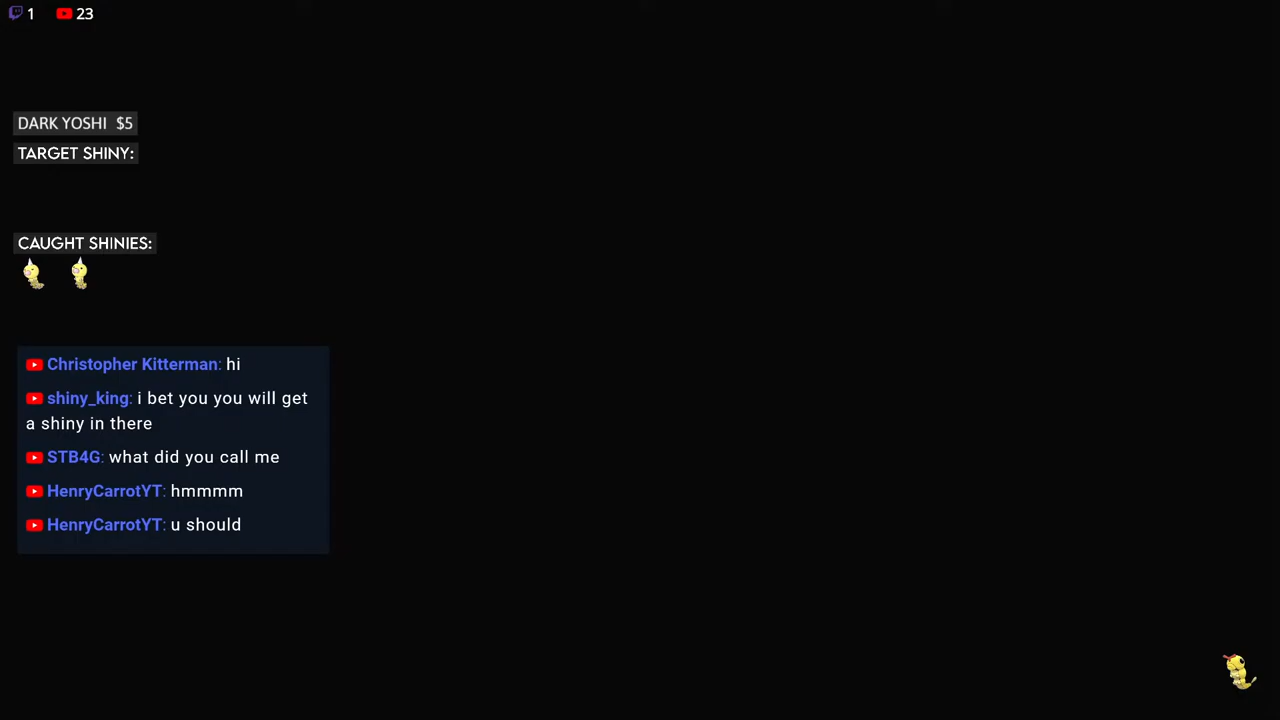 1 23
DARK YOSHI $5
TARGET SHINY:
CAUGHT SHINIES:
Christopher Kitterman: hi
shiny_king: i bet you you will get
a shiny in there
STB4G: what did you call me
HenryCarrotYT: hmmmm
HenryCarrotYT: u should